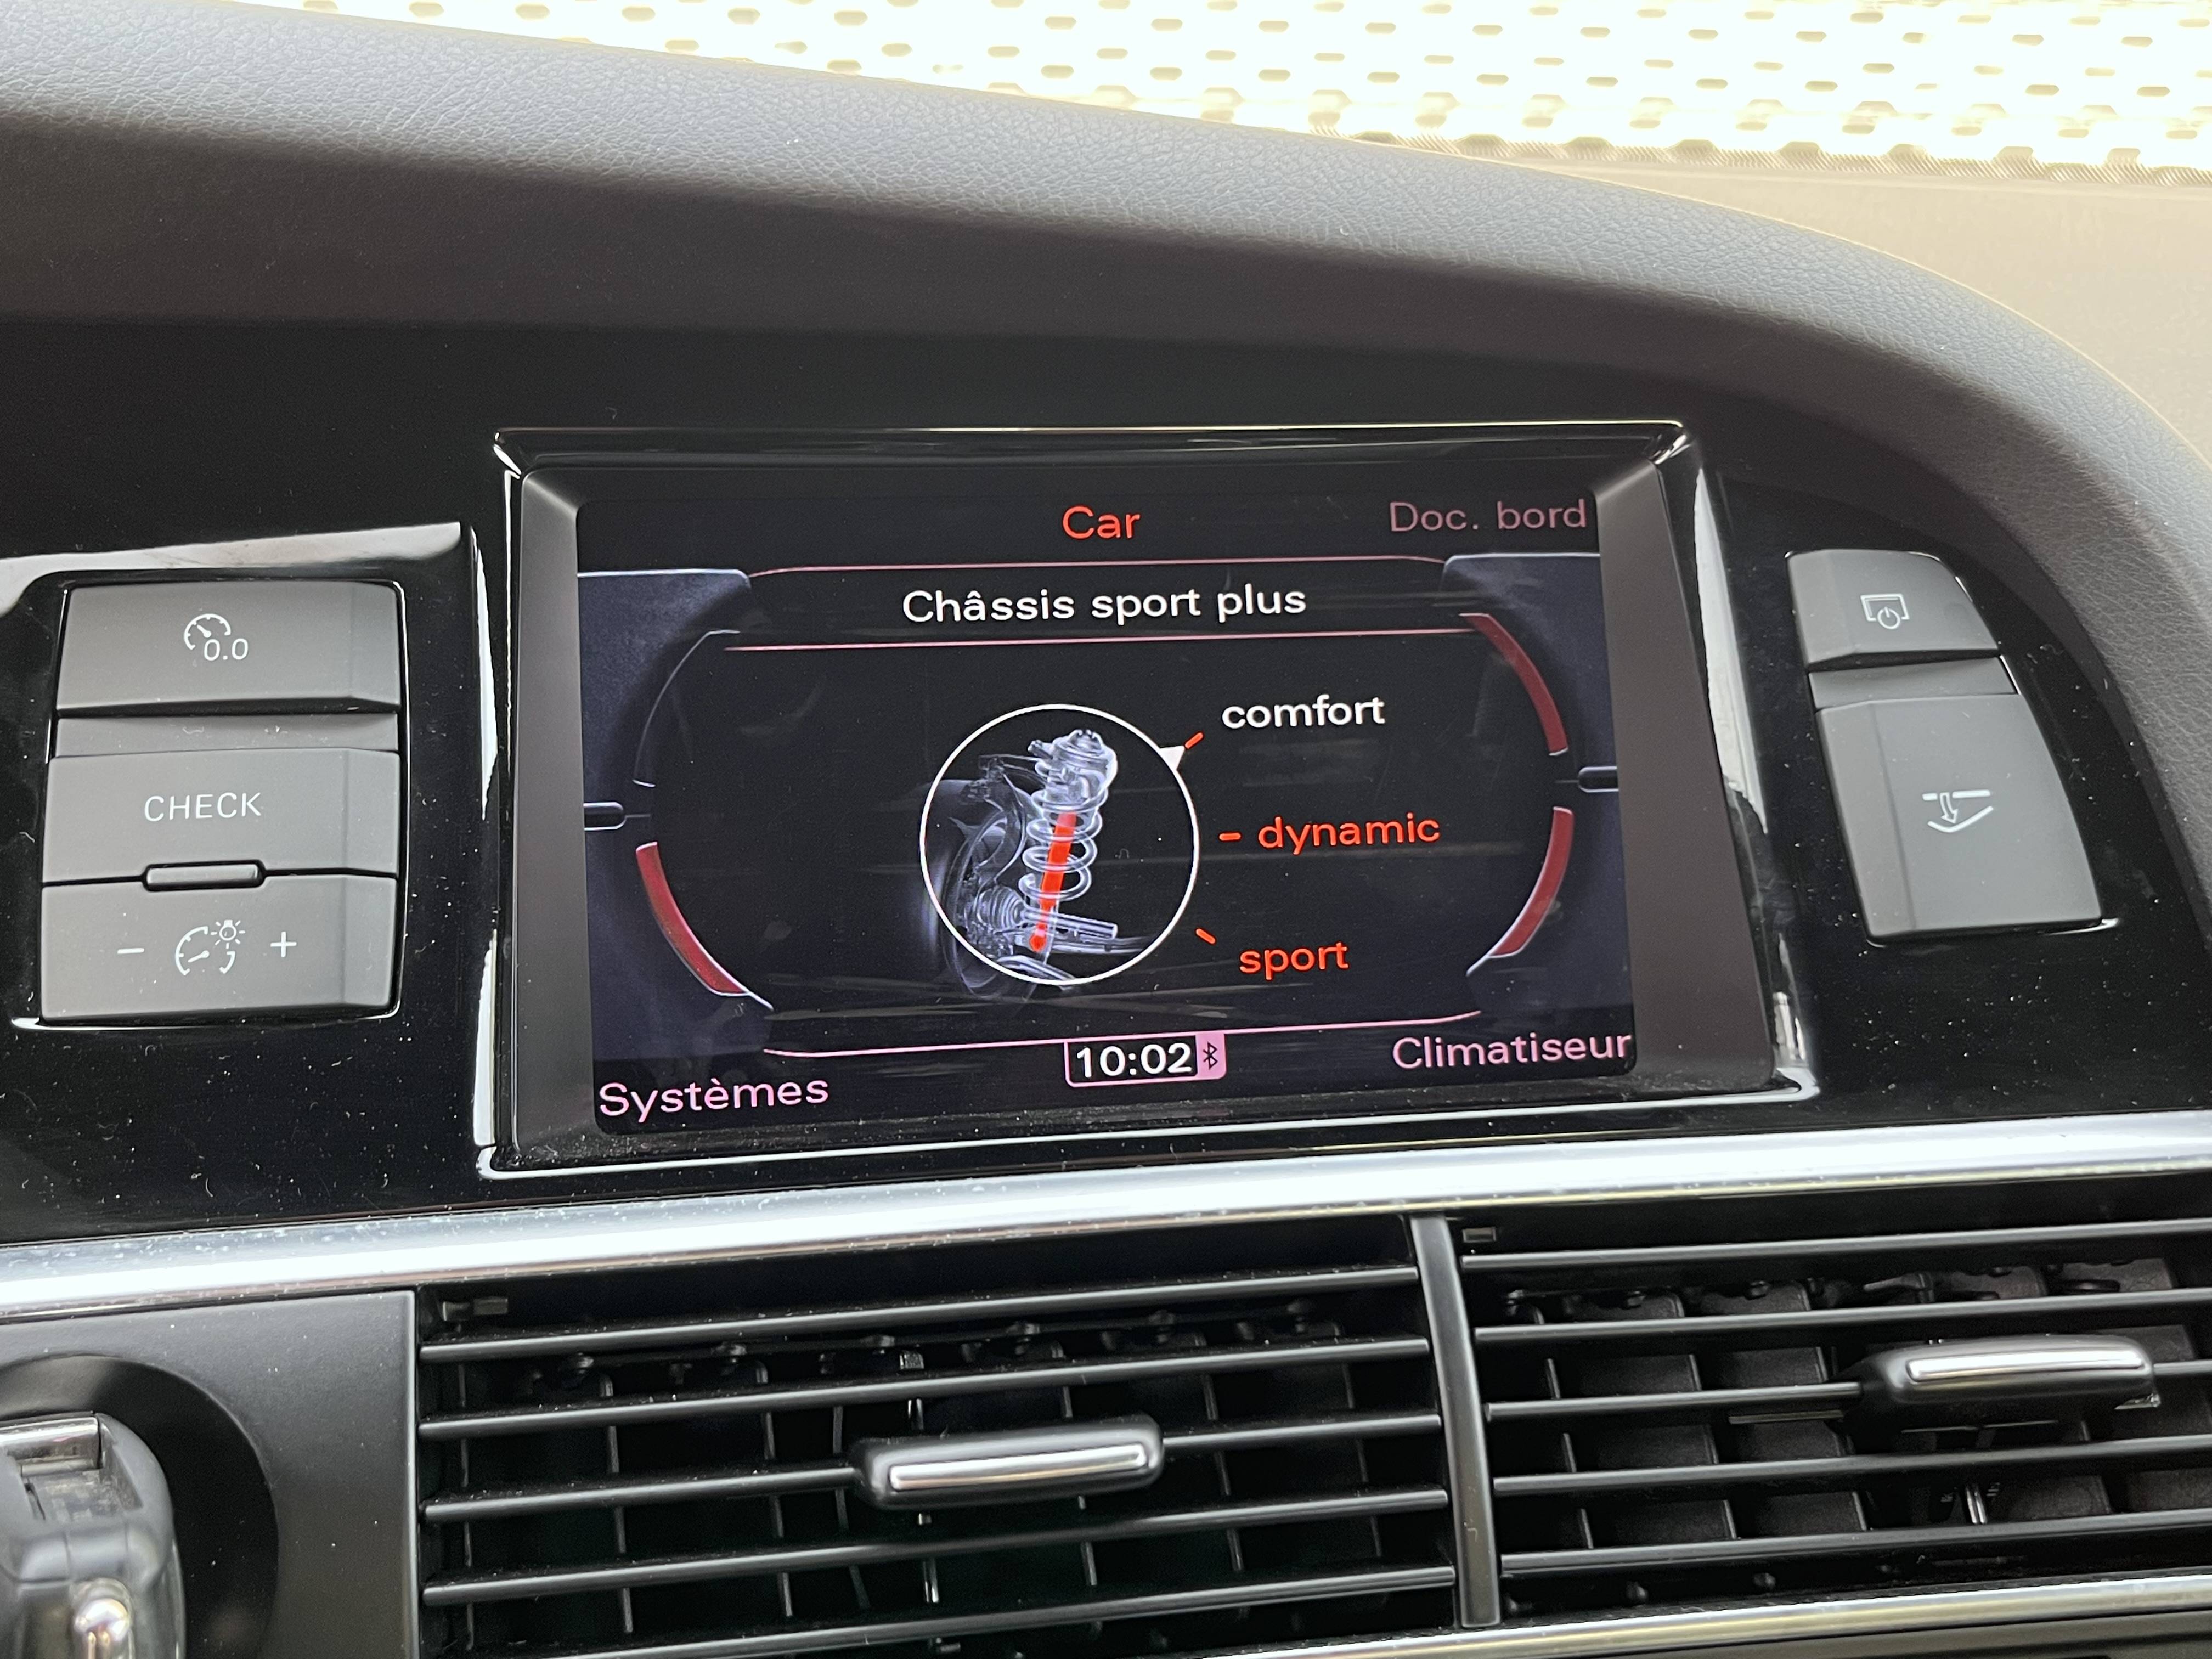 Car
Doc. bord
Châssis sport plus
0.0
comfort
CHECK
dynamic
- +
sport
10:02
Climatiseur
Systèmes